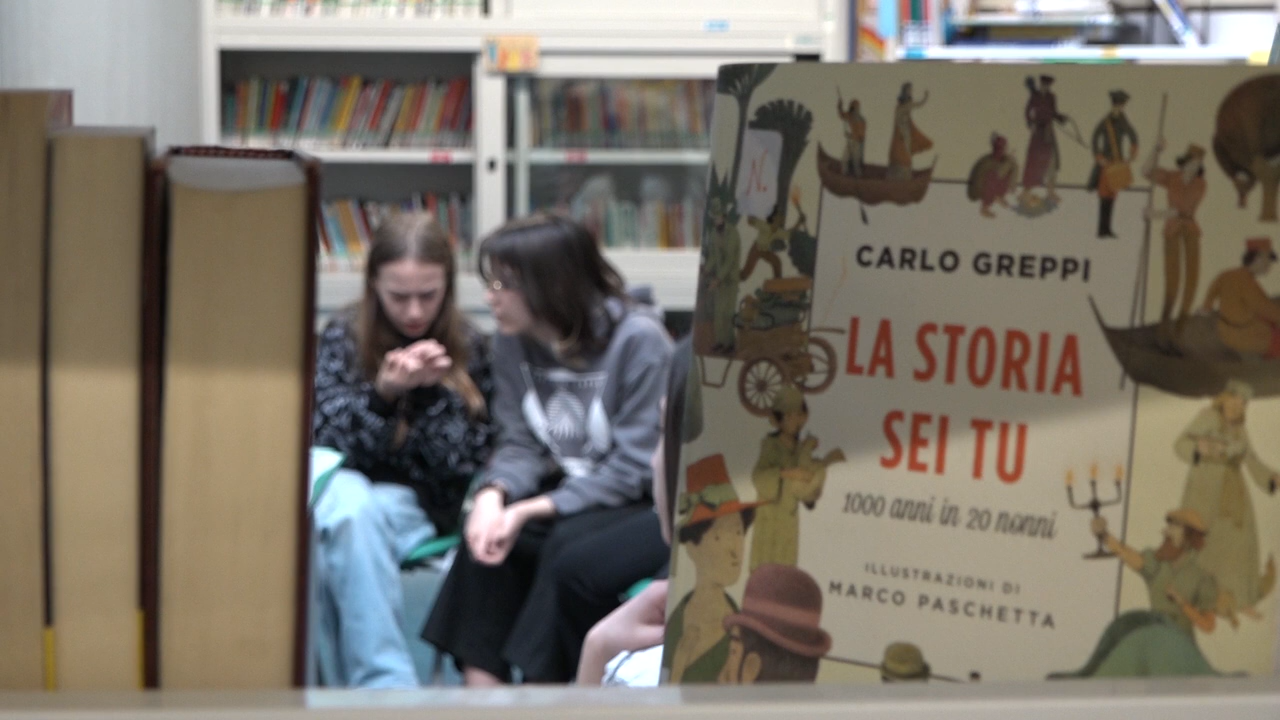 N.
CARLO GREPPI
LA STORIA
SEI TU
1000 anni in 20 nonni
ILLUSTRAZIONI DI
MARCO PASCHETTA